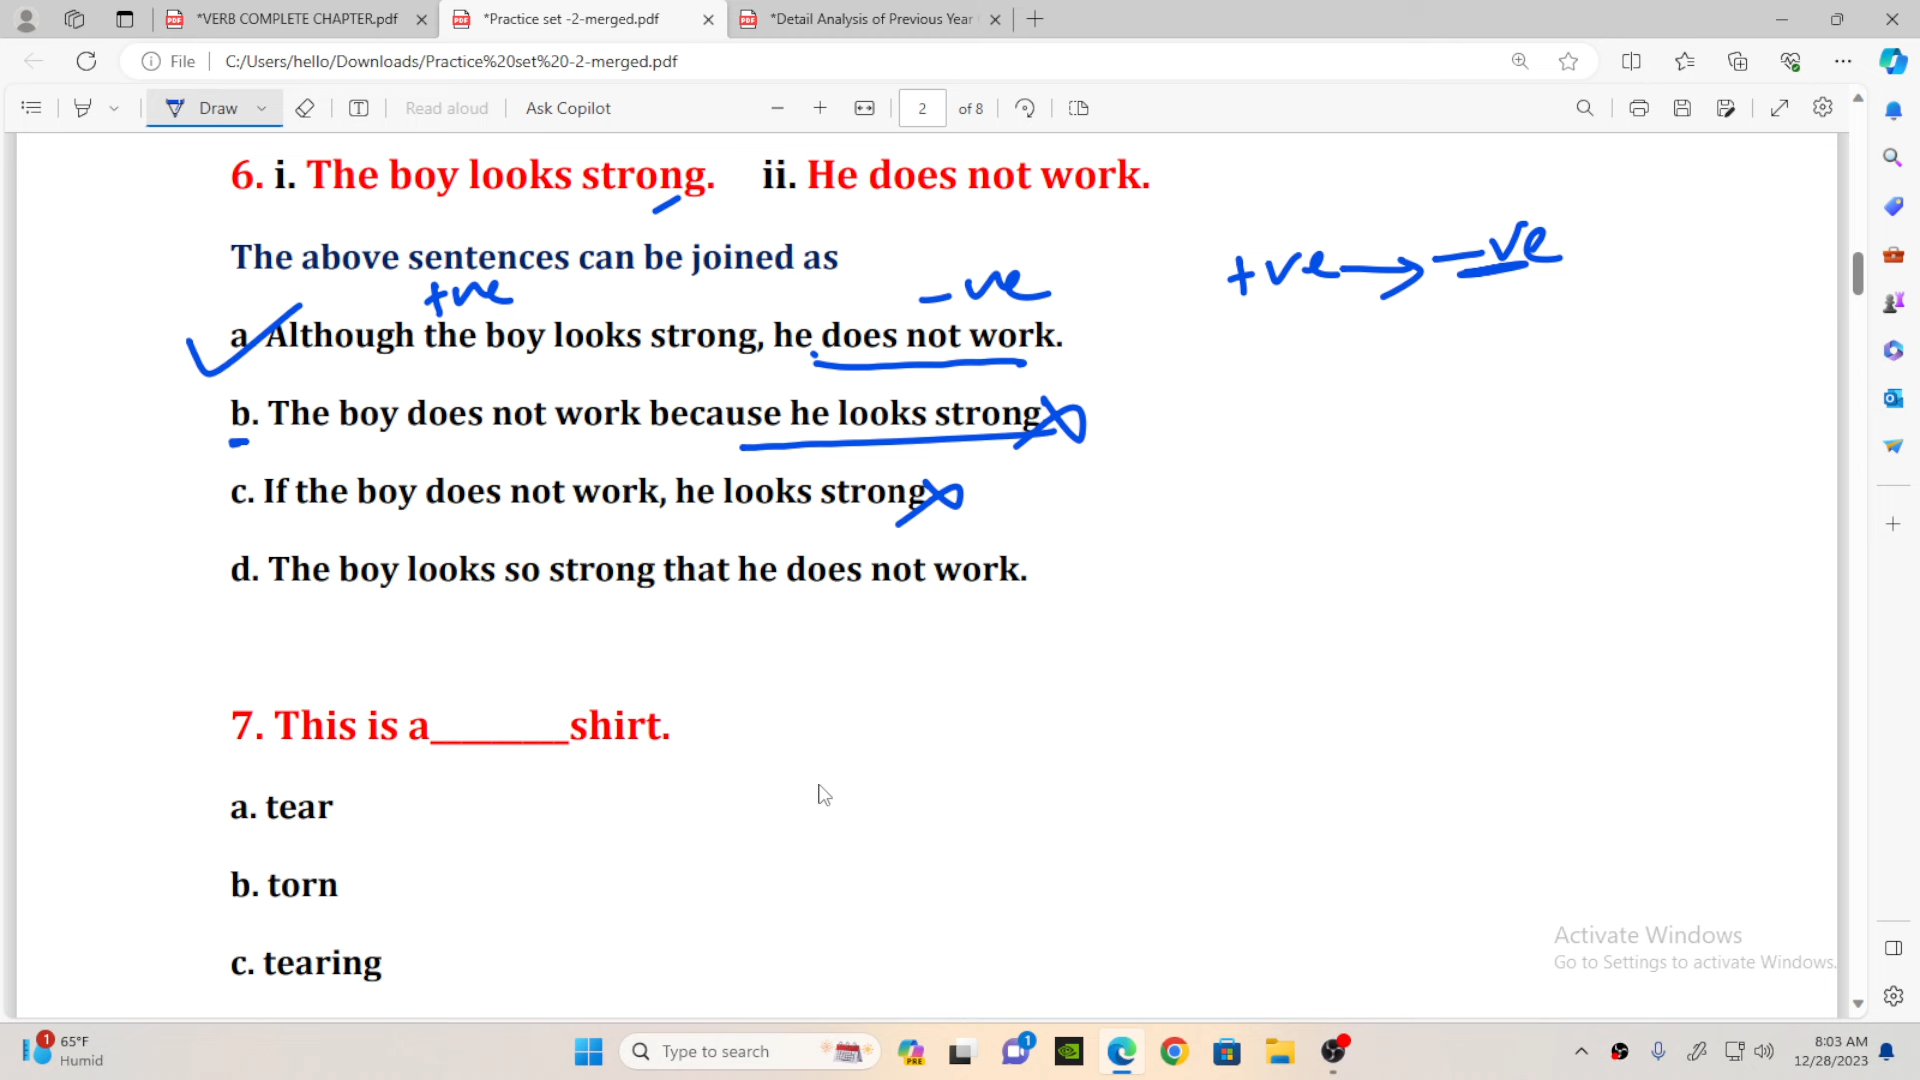 *VERB COMPLETE CHAPTER.pdf
*Practice set -2-merged.pdf
*Detail Analysis of Previous Year
File
C:/Users/hello/Downloads/Practice%20set%20-2-merged.pdf
Draw
Read aloud
Ask Copilot
2
of 8
6. i. The boy looks strong. ii. He does not work.
The above sentences can be joined as
+ve → -ve
+ve
-ve
a. Although the boy looks strong, he does not work.
b. The boy does not work because he looks strong
c. If the boy does not work, he looks strong
d. The boy looks so strong that he does not work.
7. This is a_________shirt.
a. tear
b. torn
c. tearing
Activate Windows
Go to Settings to activate Windows.
1
65°F
Humid
Type to search
PRE
1
8:03 AM
12/28/2023